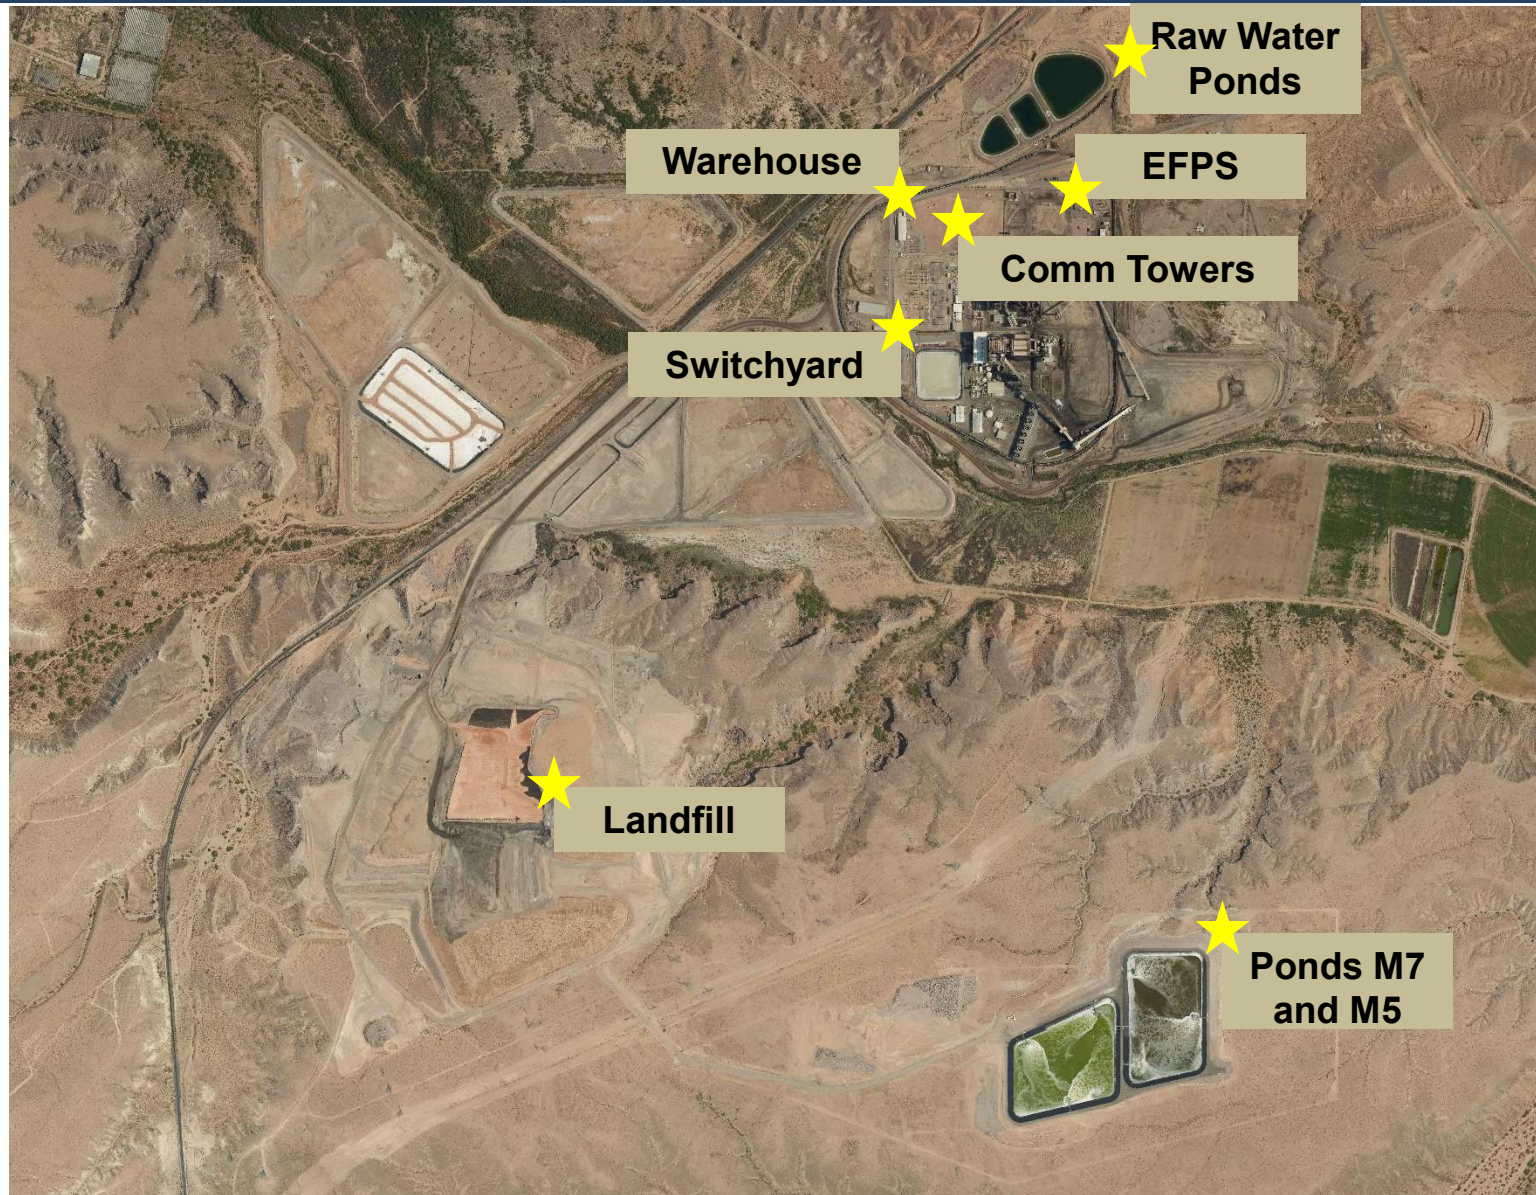 Raw Water
Ponds
Warehouse
EFPS
Comm Towers
Switchyard
Landfill
Ponds M7
and M5